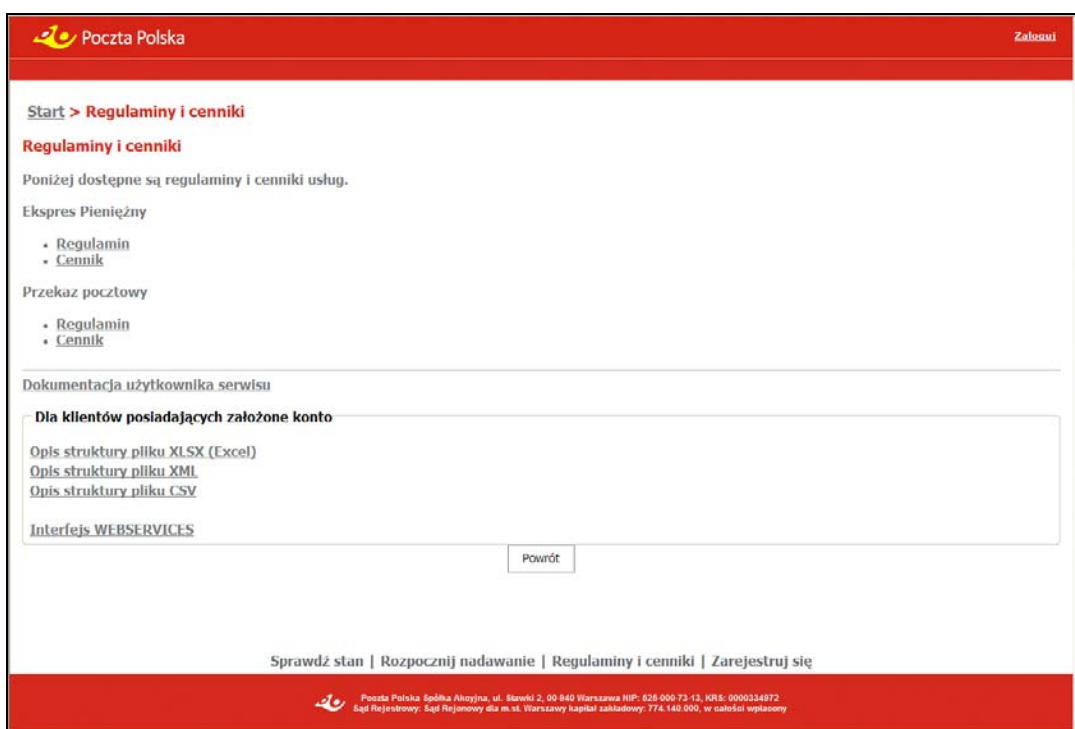 Poczta Polska
Zaloguj
Start > Regulaminy i cenniki
Regulaminy i cenniki
Poniżej dostępne są regulaminy i cenniki usług.
Ekspres Pieniężny
• Regulamin
• Cennik
Przekaz pocztowy
• Regulamin
• Cennik
Dokumentacja użytkownika serwisu
Dla klientów posiadających założone konto
Opis struktury pliku XLSX (Excel)
Opis struktury pliku XML
Opis struktury pliku CSV
Interfejs WEBSERVICES
Powrót
Sprawdź stan | Rozpocznij nadawanie | Regulaminy i cenniki | Zarejestruj się
Poczta Polska Spółka Akcyjna, ul. Stawki 2, 00-940 Warszawa NIP: 525-000-73-13, KRS: 0000334972
Sąd Rejestrowy: Sąd Rejonowy dla m.st. Warszawy kapitał zakładowy: 774.140.000, w całości wpłacony